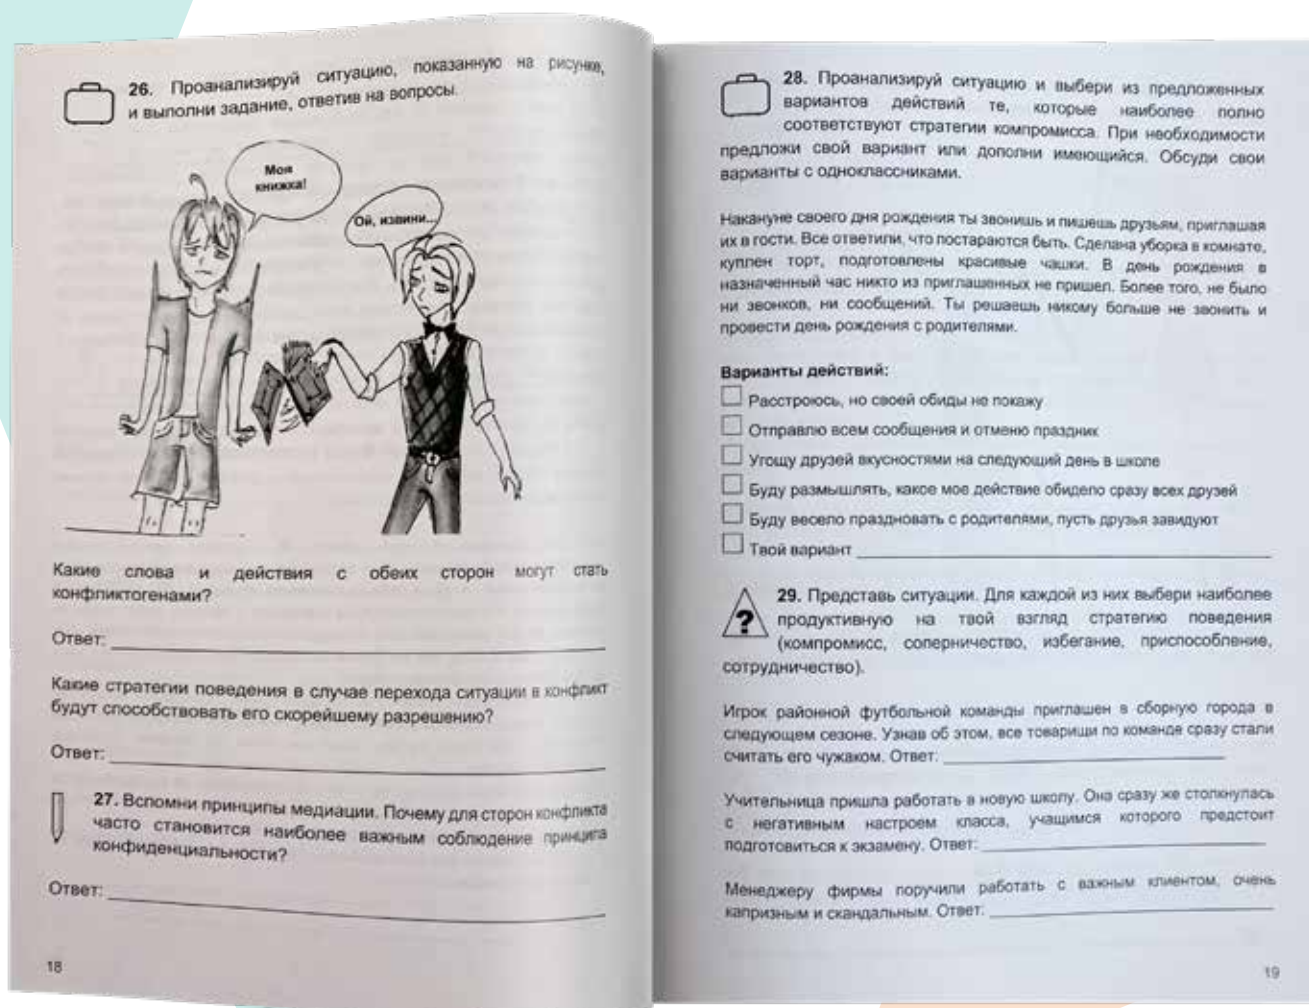 26. Проанализируй ситуацию, показанную на рисунке,
и выполни задание, ответив на вопросы.
Моя
книжка!
Ой, извини...
Какие слова и действия с обеих сторон могут стать
конфликтогенами?
Ответ:
Какие стратегии поведения в случае перехода ситуации в конфликт
будут способствовать его скорейшему разрешению?
Ответ:
27. Вспомни принципы медиации. Почему для сторон конфликта
часто становится наиболее важным соблюдение принципа
конфиденциальности?
Ответ:
18
28. Проанализируй ситуацию и выбери из предложенных
вариантов действий те, которые наиболее полно
соответствуют стратегии компромисса. При необходимости
предложи свой вариант или дополни имеющийся. Обсуди свои
варианты с одноклассниками.
Накануне своего дня рождения ты звонишь и пишешь друзьям, приглашая
их в гости. Все ответили, что постараются быть. Сделана уборка в комнате,
куплен торт, подготовлены красивые чашки. В день рождения в
назначенный час никто из приглашенных не пришел. Более того, не было
ни звонков, ни сообщений. Ты решаешь никому больше не звонить и
провести день рождения с родителями.
Варианты действий:
Расстроюсь, но своей обиды не покажу
Отправлю всем сообщения и отменю праздник
Угощу друзей вкусностями на следующий день в школе
Буду размышлять, какое мое действие обидело сразу всех друзей
Буду весело праздновать с родителями, пусть друзья завидуют
Твой вариант
?
29. Представь ситуации. Для каждой из них выбери наиболее
продуктивную на твой взгляд стратегию поведения
(компромисс, соперничество, избегание, приспособление,
сотрудничество).
Игрок районной футбольной команды приглашен в сборную города в
следующем сезоне. Узнав об этом, все товарищи по команде сразу стали
считать его чужаком. Ответ:
Учительница пришла работать в новую школу. Она сразу же столкнулась
с негативным настроем класса, учащимся которого предстоит
подготовиться к экзамену. Ответ:
Менеджеру фирмы поручили работать с важным клиентом, очень
капризным и скандальным. Ответ:
19